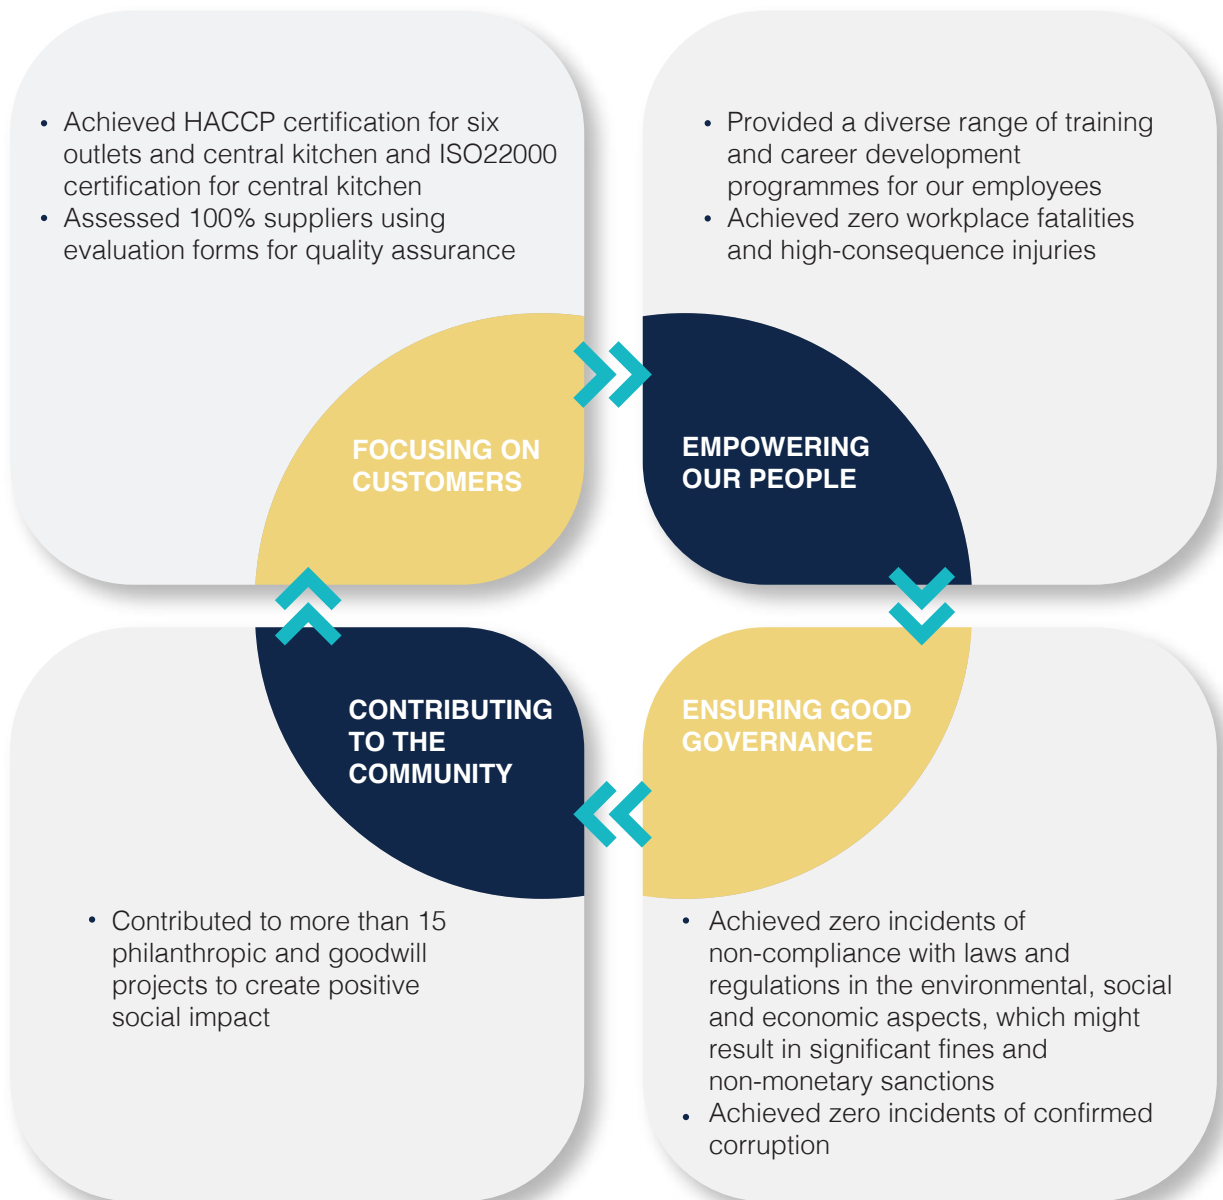 • Achieved HACCP certification for six
outlets and central kitchen and ISO22000
certification for central kitchen
• Assessed 100% suppliers using
evaluation forms for quality assurance
FOCUSING ON
CUSTOMERS
• Provided a diverse range of training
and career development
programmes for our employees
• Achieved zero workplace fatalities
and high-consequence injuries
EMPOWERING
OUR PEOPLE
CONTRIBUTING
TO THE
COMMUNITY
• Contributed to more than 15
philanthropic and goodwill
projects to create positive
social impact
ENSURING GOOD
GOVERNANCE
• Achieved zero incidents of
non-compliance with laws and
regulations in the environmental, social
and economic aspects, which might
result in significant fines and
non-monetary sanctions
• Achieved zero incidents of confirmed
corruption